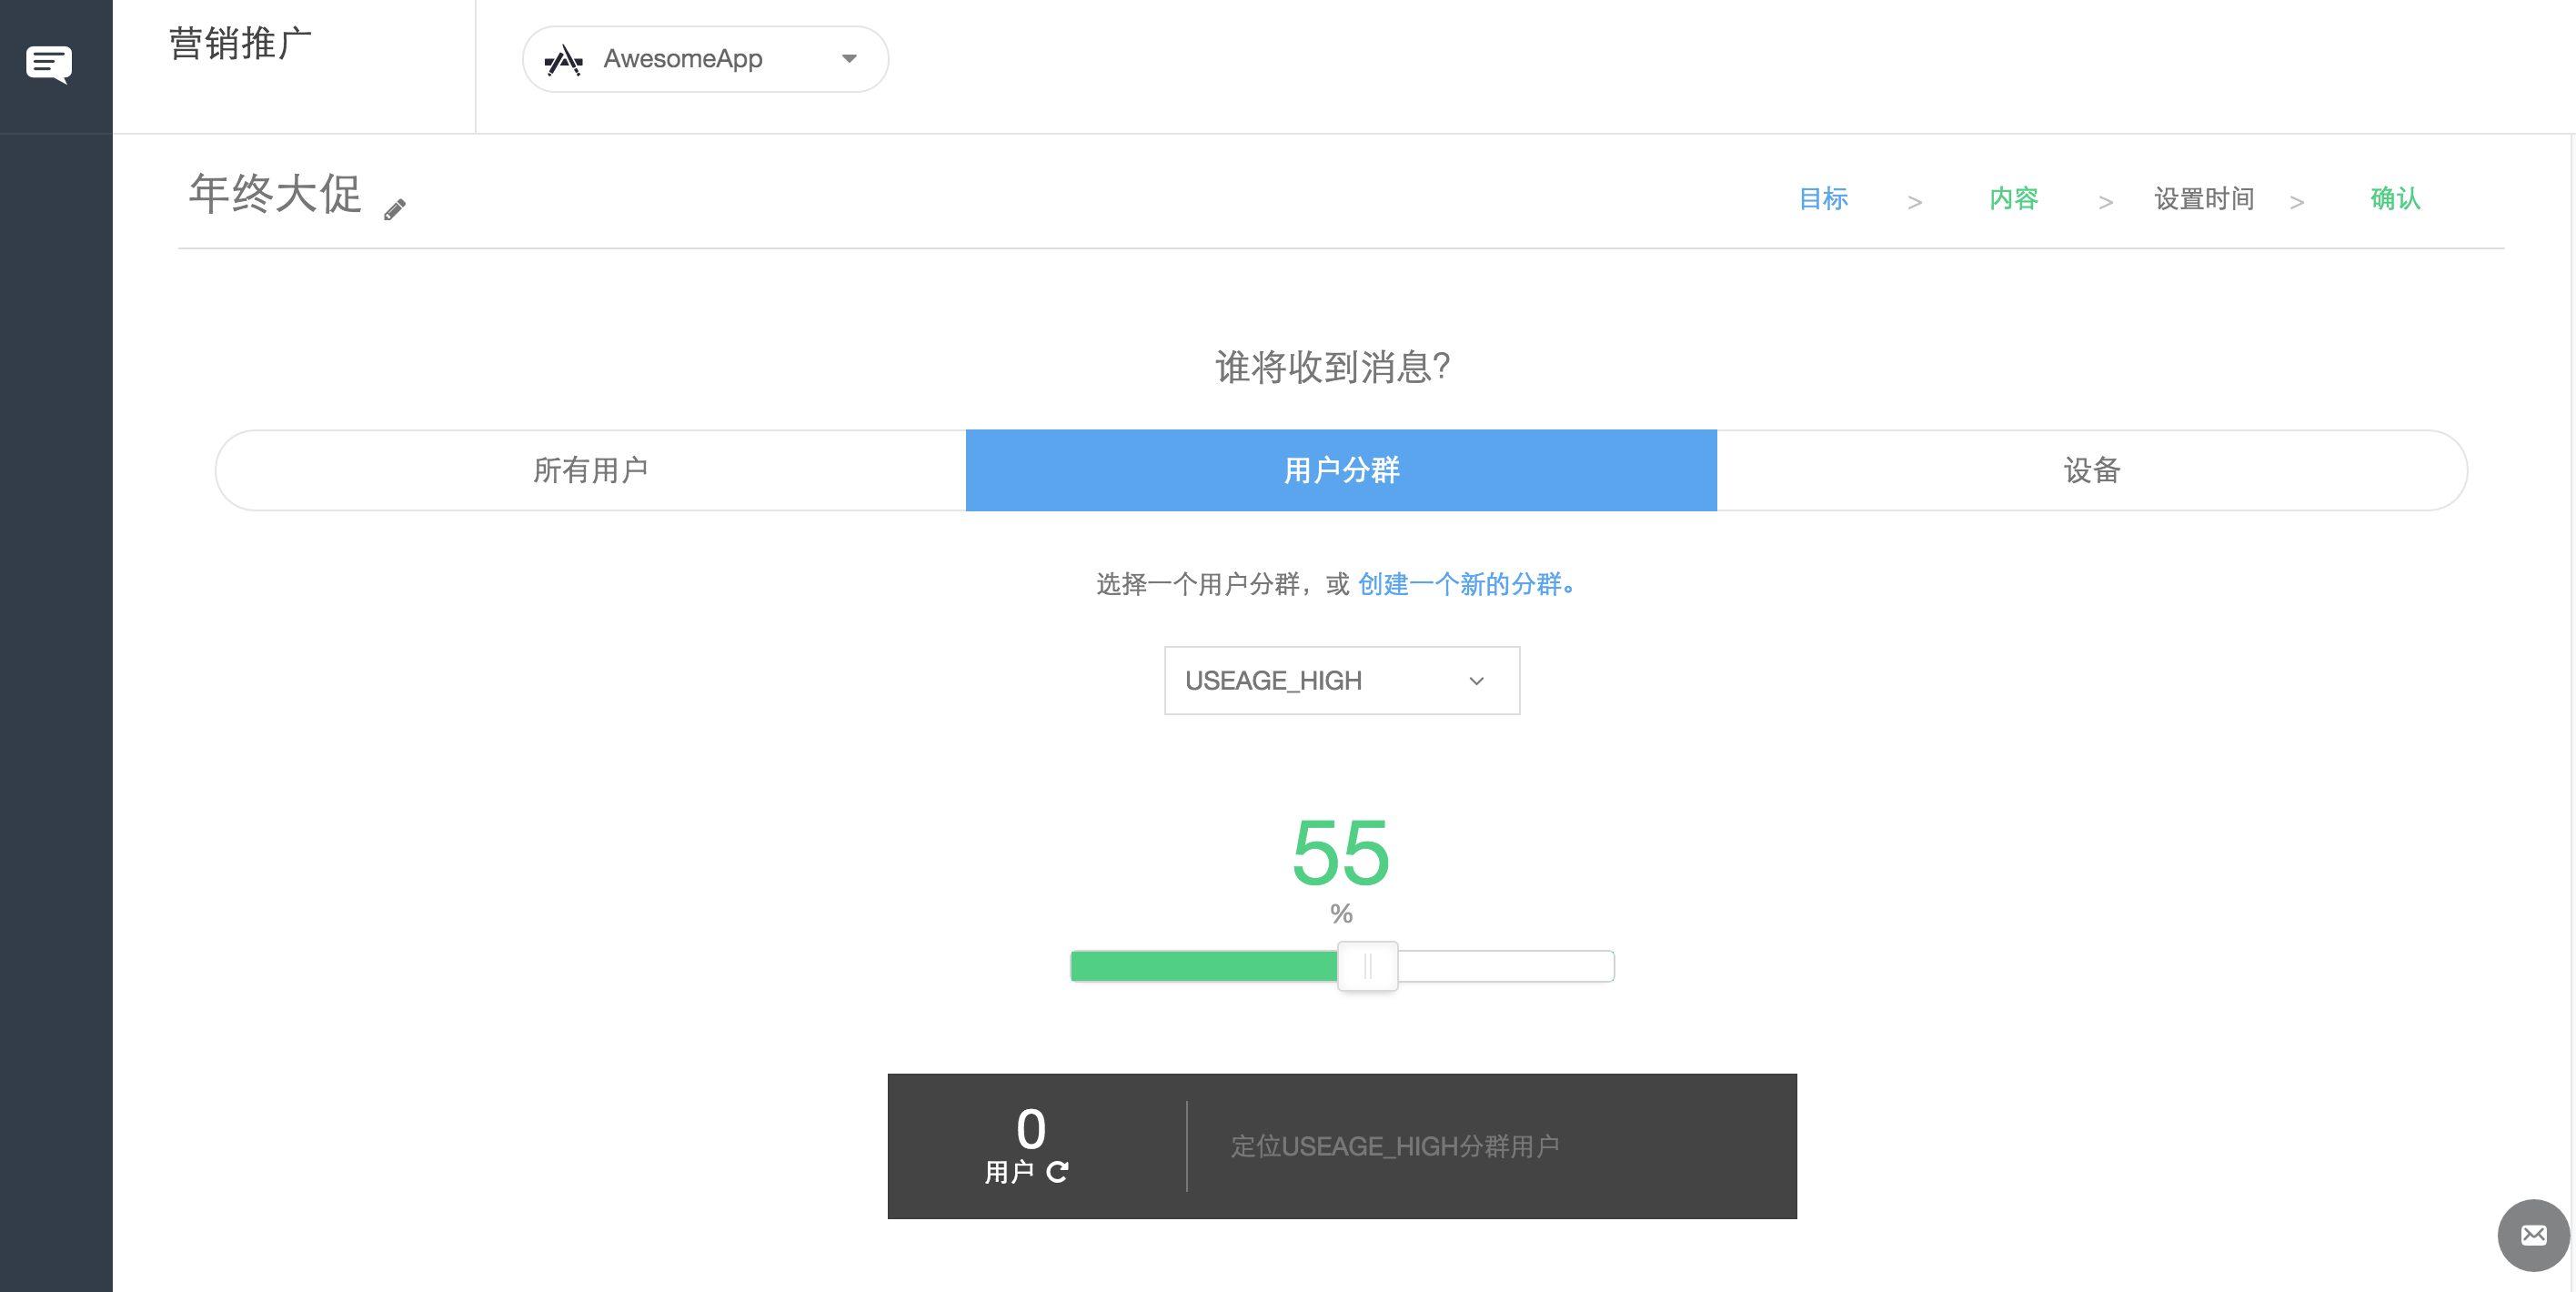 营销推广
AwesomeApp
年终大促
目标 > 内容 > 设置时间 > 确认
谁将收到消息?
所有用户 用户分群 设备
选择一个用户分群，或 创建一个新的分群。
USEAGE_HIGH
55
%
0
用户
定位USEAGE_HIGH分群用户